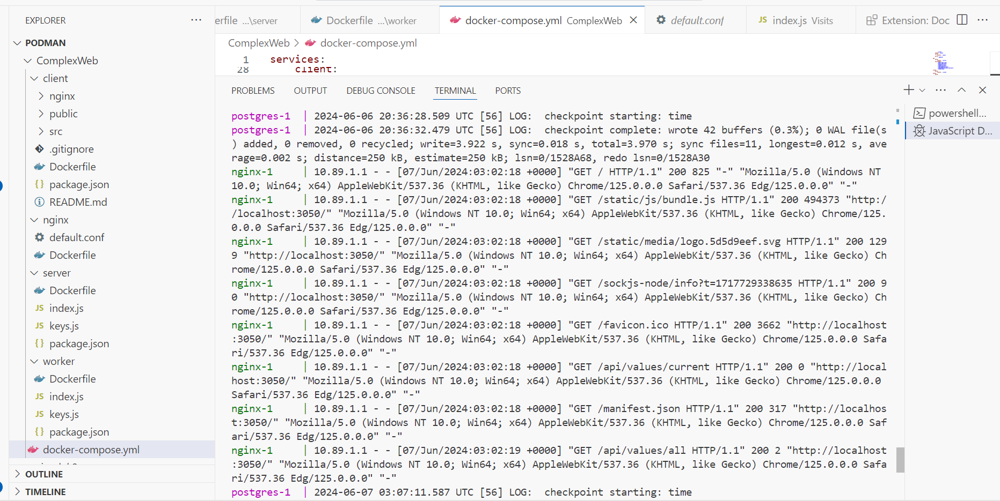 EXPLORER
PODMAN
ComplexWeb
client
nginx
public
src
.gitignore
Dockerfile
{} package.json
README.md
nginx
default.conf
Dockerfile
server
Dockerfile
JS index.js
JS keys.js
{} package.json
worker
Dockerfile
JS index.js
JS keys.js
{} package.json
docker-compose.yml
OUTLINE
TIMELINE
erfile ...\server
Dockerfile ...\worker
docker-compose.yml ComplexWeb
default.conf
JS index.js Visits
Extension: Doc
ComplexWeb > docker-compose.yml
1 services:
28 client:
PROBLEMS OUTPUT DEBUG CONSOLE TERMINAL PORTS
powershell...
JavaScript D...
postgres-1 | 2024-06-06 20:36:28.509 UTC [56] LOG: checkpoint starting: time
postgres-1 | 2024-06-06 20:36:32.479 UTC [56] LOG: checkpoint complete: wrote 42 buffers (0.3%); 0 WAL file(s
) added, 0 removed, 0 recycled; write=3.922 s, sync=0.018 s, total=3.970 s; sync files=11, longest=0.012 s, ave
rage=0.002 s; distance=250 kB, estimate=250 kB; lsn=0/1528A68, redo lsn=0/1528A30
nginx-1 | 10.89.1.1 - - [07/Jun/2024:03:02:18 +0000] "GET / HTTP/1.1" 200 825 "-" "Mozilla/5.0 (Windows NT
10.0; Win64; x64) AppleWebKit/537.36 (KHTML, like Gecko) Chrome/125.0.0.0 Safari/537.36 Edg/125.0.0.0" "-"
nginx-1 | 10.89.1.1 - - [07/Jun/2024:03:02:18 +0000] "GET /static/js/bundle.js HTTP/1.1" 200 494373 "http:/
/localhost:3050/" "Mozilla/5.0 (Windows NT 10.0; Win64; x64) AppleWebKit/537.36 (KHTML, like Gecko) Chrome/125.
0.0.0 Safari/537.36 Edg/125.0.0.0" "-"
nginx-1 | 10.89.1.1 - - [07/Jun/2024:03:02:18 +0000] "GET /static/media/logo.5d5d9eef.svg HTTP/1.1" 200 129
9 "http://localhost:3050/" "Mozilla/5.0 (Windows NT 10.0; Win64; x64) AppleWebKit/537.36 (KHTML, like Gecko) Ch
rome/125.0.0.0 Safari/537.36 Edg/125.0.0.0" "-"
nginx-1 | 10.89.1.1 - - [07/Jun/2024:03:02:18 +0000] "GET /sockjs-node/info?t=1717729338635 HTTP/1.1" 200 9
0 "http://localhost:3050/" "Mozilla/5.0 (Windows NT 10.0; Win64; x64) AppleWebKit/537.36 (KHTML, like Gecko) Ch
rome/125.0.0.0 Safari/537.36 Edg/125.0.0.0" "-"
nginx-1 | 10.89.1.1 - - [07/Jun/2024:03:02:18 +0000] "GET /favicon.ico HTTP/1.1" 200 3662 "http://localhost
:3050/" "Mozilla/5.0 (Windows NT 10.0; Win64; x64) AppleWebKit/537.36 (KHTML, like Gecko) Chrome/125.0.0.0 Safa
ri/537.36 Edg/125.0.0.0" "-"
nginx-1 | 10.89.1.1 - - [07/Jun/2024:03:02:18 +0000] "GET /api/values/current HTTP/1.1" 200 0 "http://local
host:3050/" "Mozilla/5.0 (Windows NT 10.0; Win64; x64) AppleWebKit/537.36 (KHTML, like Gecko) Chrome/125.0.0.0
Safari/537.36 Edg/125.0.0.0" "-"
nginx-1 | 10.89.1.1 - - [07/Jun/2024:03:02:18 +0000] "GET /manifest.json HTTP/1.1" 200 317 "http://localhos
t:3050/" "Mozilla/5.0 (Windows NT 10.0; Win64; x64) AppleWebKit/537.36 (KHTML, like Gecko) Chrome/125.0.0.0 Saf
ari/537.36 Edg/125.0.0.0" "-"
nginx-1 | 10.89.1.1 - - [07/Jun/2024:03:02:19 +0000] "GET /api/values/all HTTP/1.1" 200 2 "http://localhost
:3050/" "Mozilla/5.0 (Windows NT 10.0; Win64; x64) AppleWebKit/537.36 (KHTML, like Gecko) Chrome/125.0.0.0 Safa
ri/537.36 Edg/125.0.0.0" "-"
postgres-1 | 2024-06-07 03:07:11.587 UTC [56] LOG: checkpoint starting: time